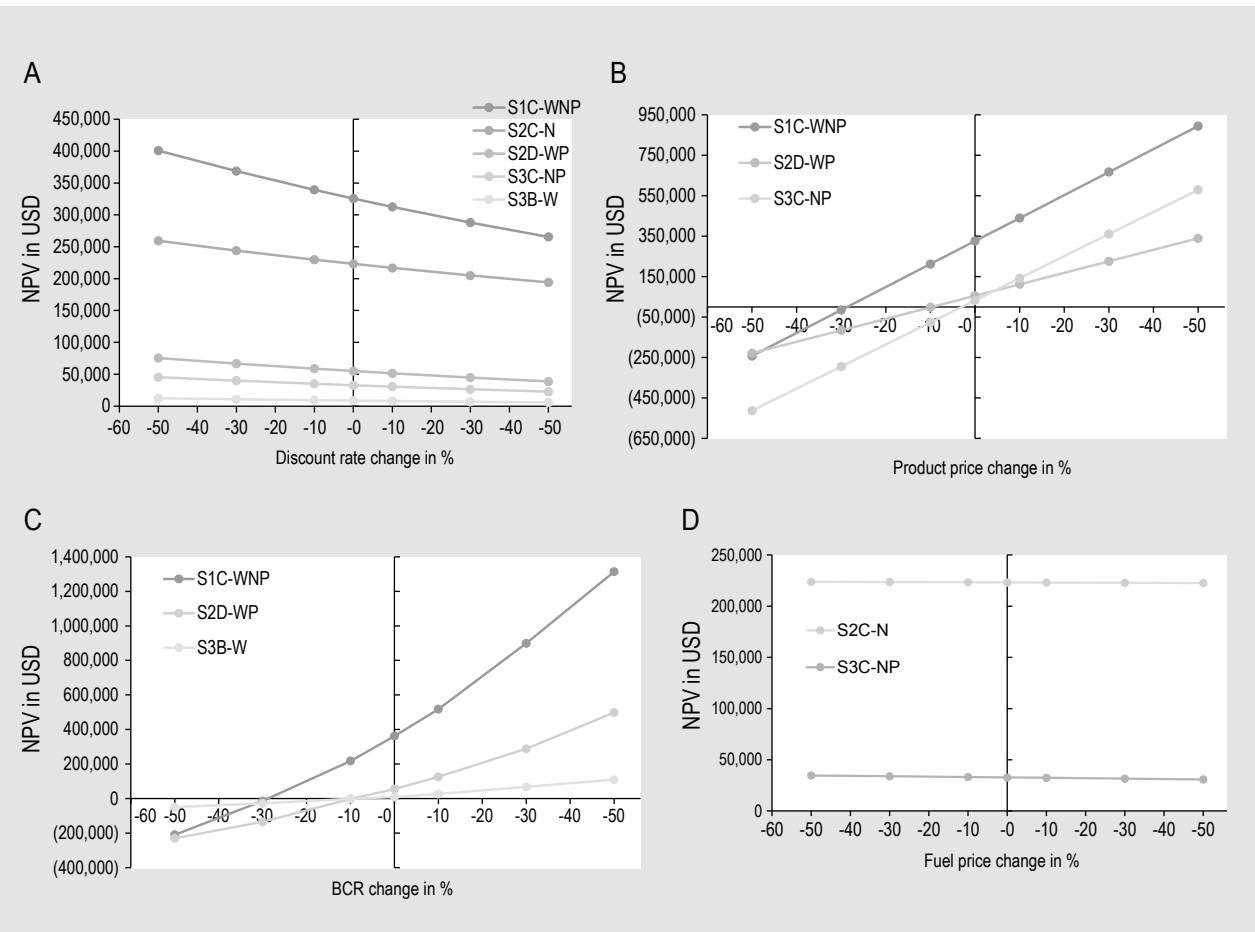 A
450,000
400,000
350,000
300,000
250,000
200,000
150,000
100,000
50,000
0
NPV in USD
-60 -50 -40 -30 -20 -10 -0 -10 -20 -30 -40 -50
Discount rate change in %
S1C-WNP
S2C-N
S2D-WP
S3C-NP
S3B-W
B
950,000
750,000
550,000
350,000
150,000
(50,000)
(250,000)
(450,000)
(650,000)
NPV in USD
-60 -50 -40 -30 -20 -10 -0 -10 -20 -30 -40 -50
Product price change in %
S1C-WNP
S2D-WP
S3C-NP
C
1,400,000
1,200,000
1,000,000
800,000
600,000
400,000
200,000
0
(200,000)
(400,000)
NPV in USD
-60 -50 -40 -30 -20 -10 -0 -10 -20 -30 -40 -50
BCR change in %
S1C-WNP
S2D-WP
S3B-W
D
250,000
200,000
150,000
100,000
50,000
0
NPV in USD
-60 -50 -40 -30 -20 -10 -0 -10 -20 -30 -40 -50
Fuel price change in %
S2C-N
S3C-NP